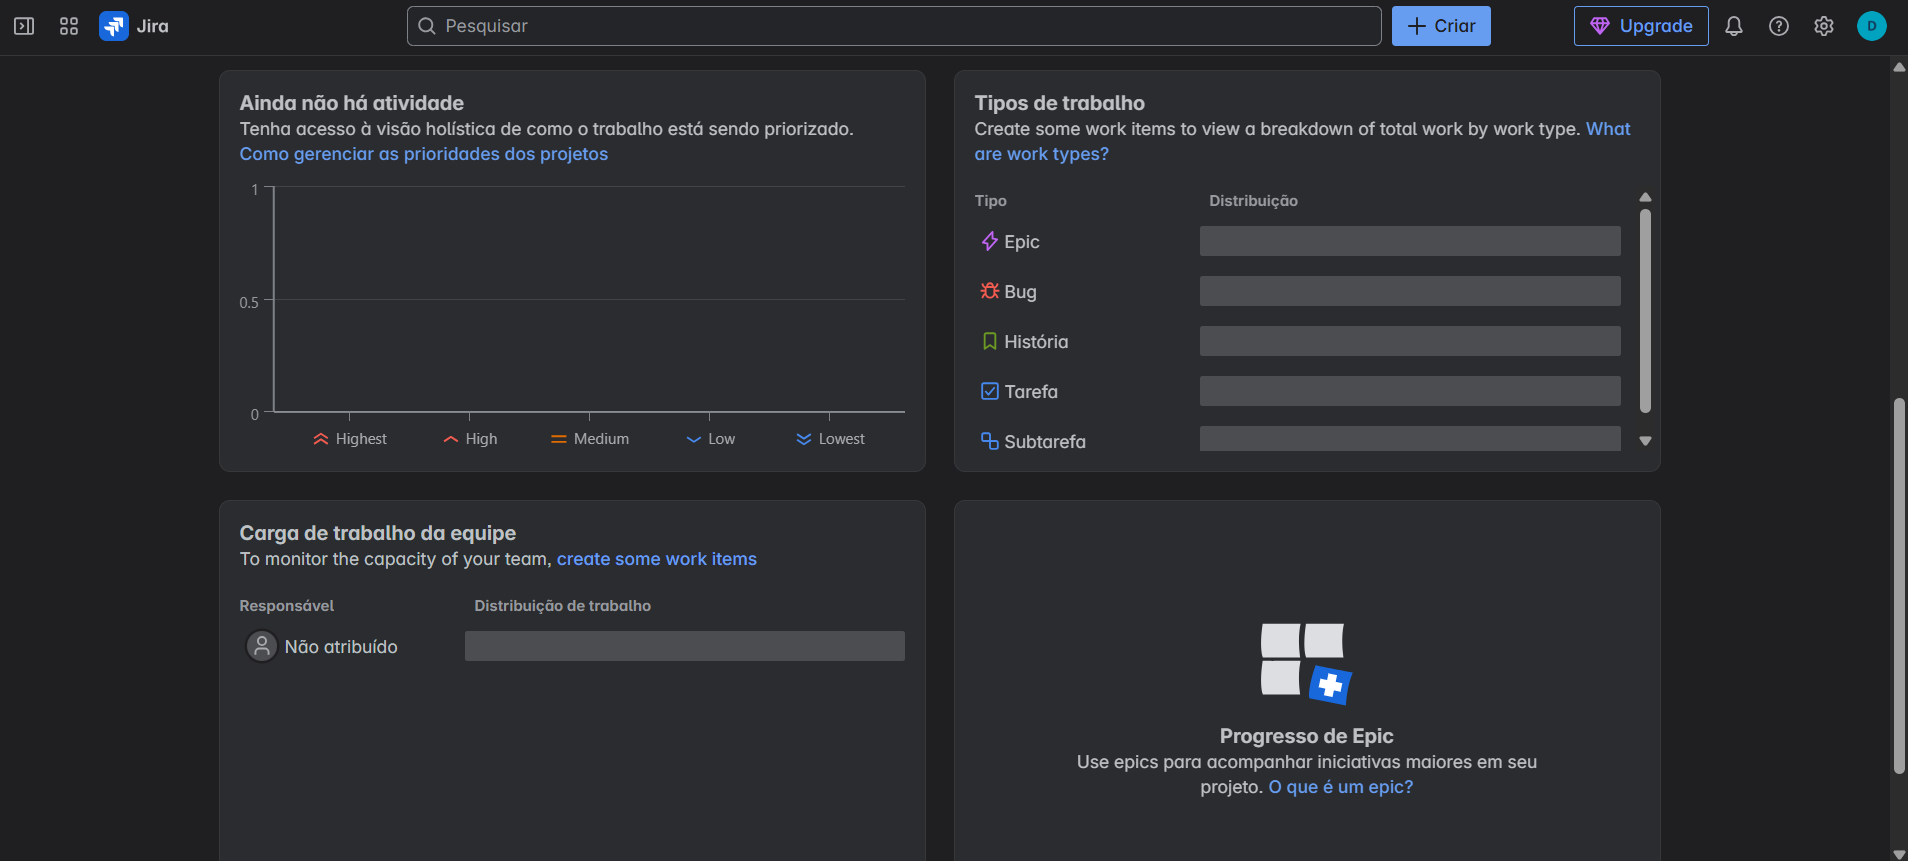 Jira
Pesquisar
Criar
Upgrade
D
Ainda não há atividade
Tenha acesso à visão holística de como o trabalho está sendo priorizado.
Como gerenciar as prioridades dos projetos
1
0.5
0
Highest
High
Medium
Low
Lowest
Tipos de trabalho
Create some work items to view a breakdown of total work by work type. What
are work types?
Tipo
Distribuição
Epic
Bug
História
Tarefa
Subtarefa
Carga de trabalho da equipe
To monitor the capacity of your team, create some work items
Responsável
Distribuição de trabalho
Não atribuído
Progresso de Epic
Use epics para acompanhar iniciativas maiores em seu
projeto. O que é um epic?